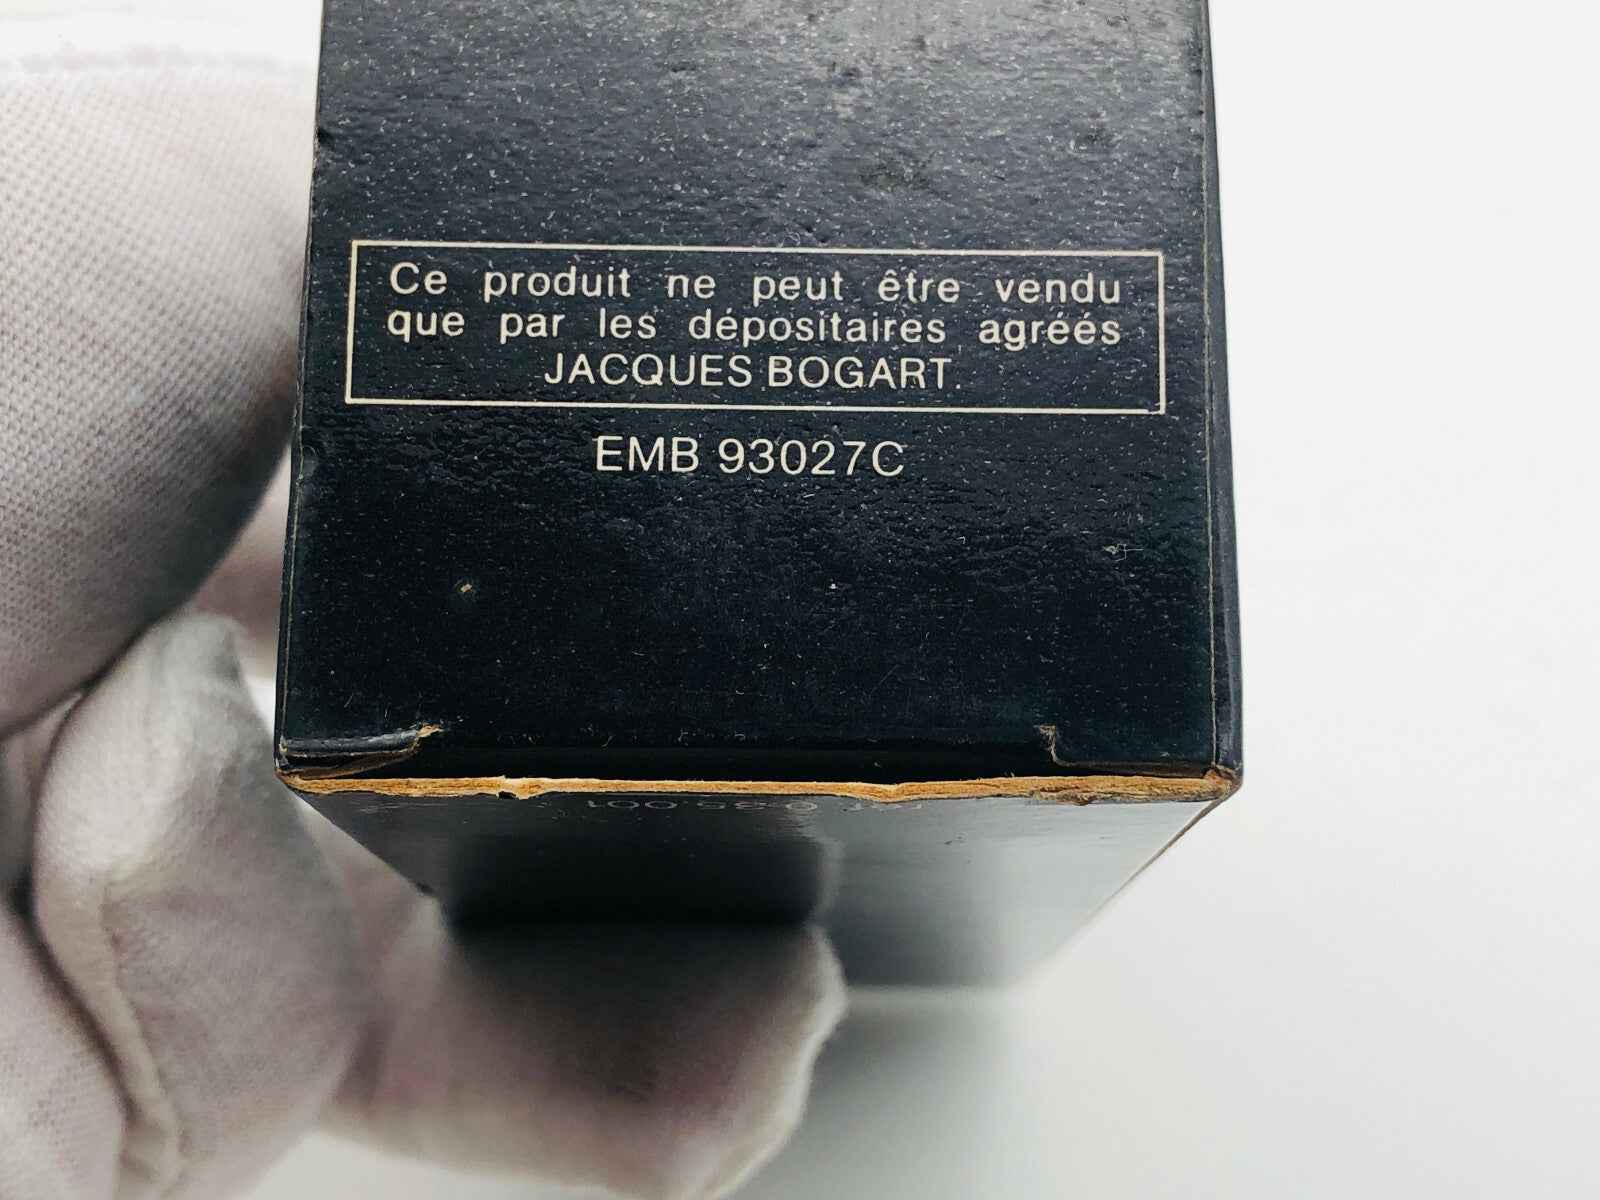 Ce produit ne peut être vendu
que par les dépositaires agréés
JACQUES BOGART.
EMB 93027C